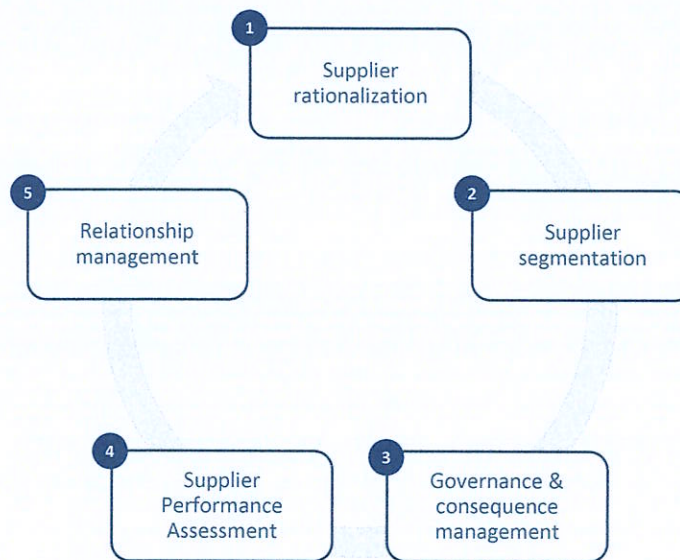 1
Supplier
rationalization
2
Supplier
segmentation
3
Governance &
consequence
management
4
Supplier
Performance
Assessment
5
Relationship
management